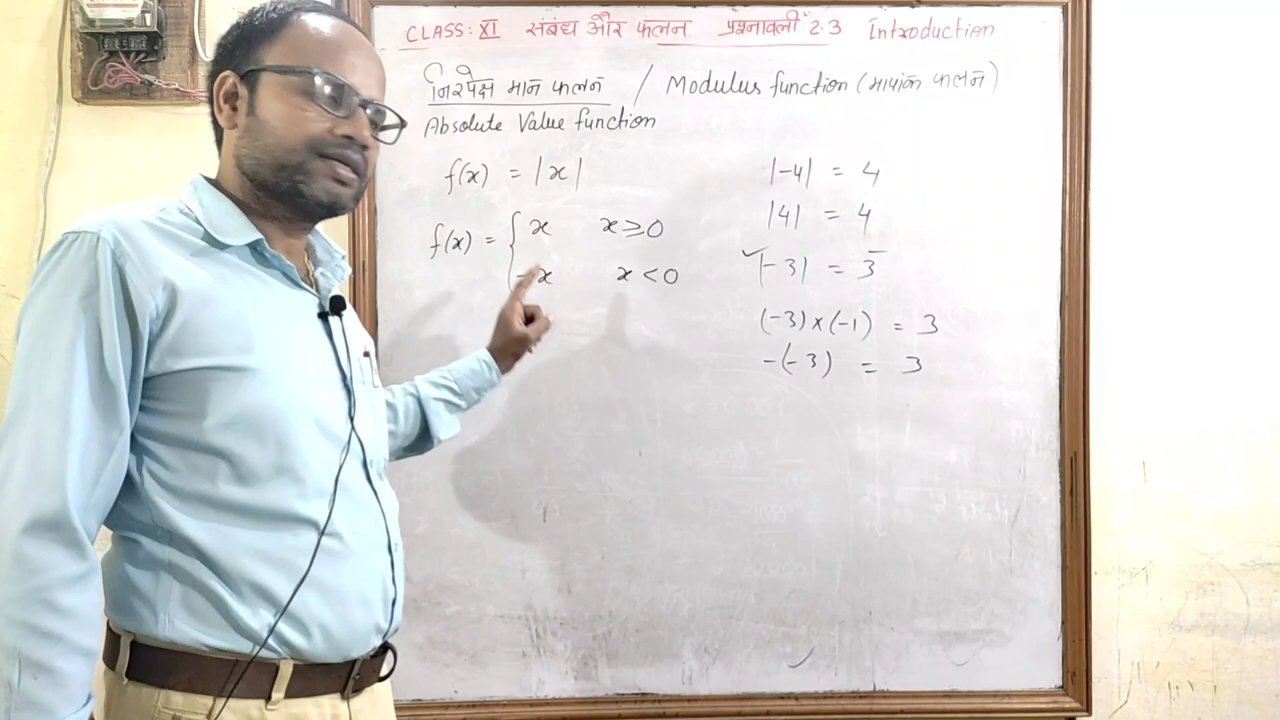 CLASS: XI संबंध और फलन प्रश्नावली 2.3 Introduction
निरपेक्ष मान फलन / Modulus function (मापांक फलन)
Absolute Value function
f(x) = |x|
f(x) = { x x ≥ 0
-x x < 0
|-4| = 4
|4| = 4
|-3| = 3
(-3)×(-1) = 3
-(-3) = 3